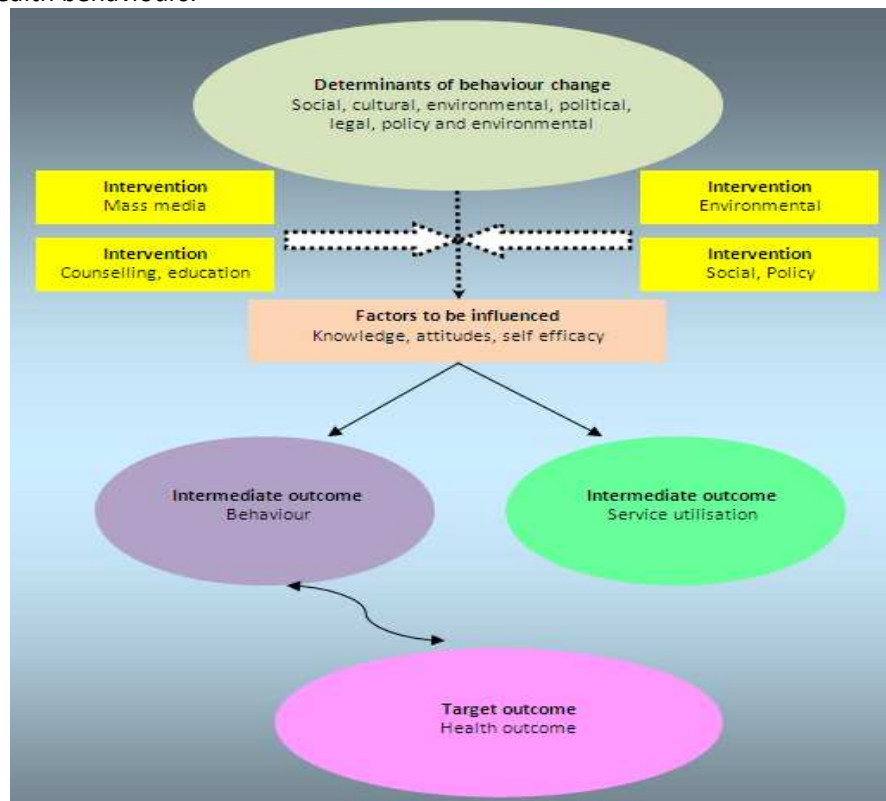 Determinants of behaviour change
Social, cultural, environmental, political,
legal, policy and environmental
Intervention
Mass media
Intervention
Environmental
Intervention
Counselling, education
Intervention
Social, Policy
Factors to be influenced
Knowledge, attitudes, self efficacy
Intermediate outcome
Behaviour
Intermediate outcome
Service utilisation
Target outcome
Health outcome